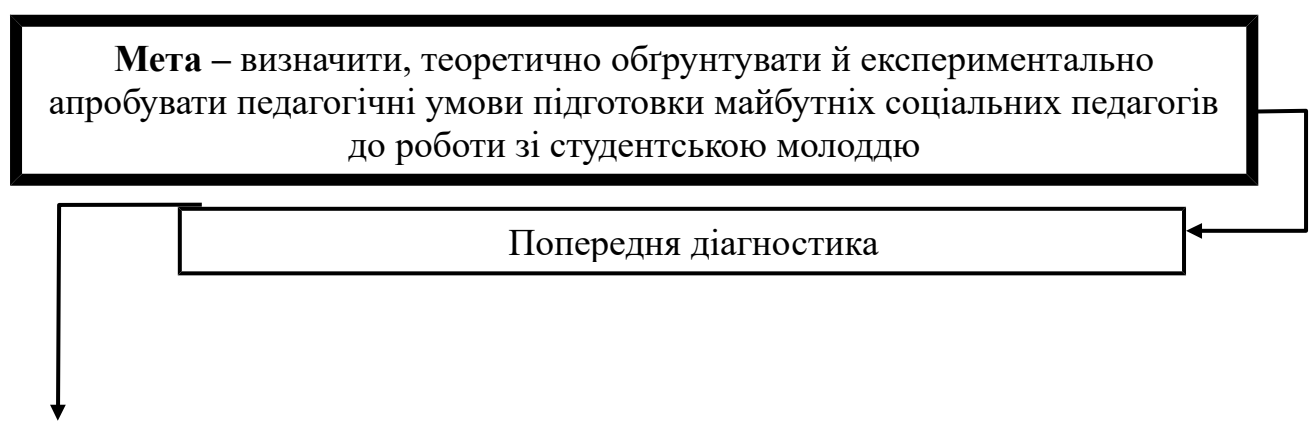 Мета – визначити, теоретично обґрунтувати й експериментально
апробувати педагогічні умови підготовки майбутніх соціальних педагогів
до роботи зі студентською молоддю
Попередня діагностика